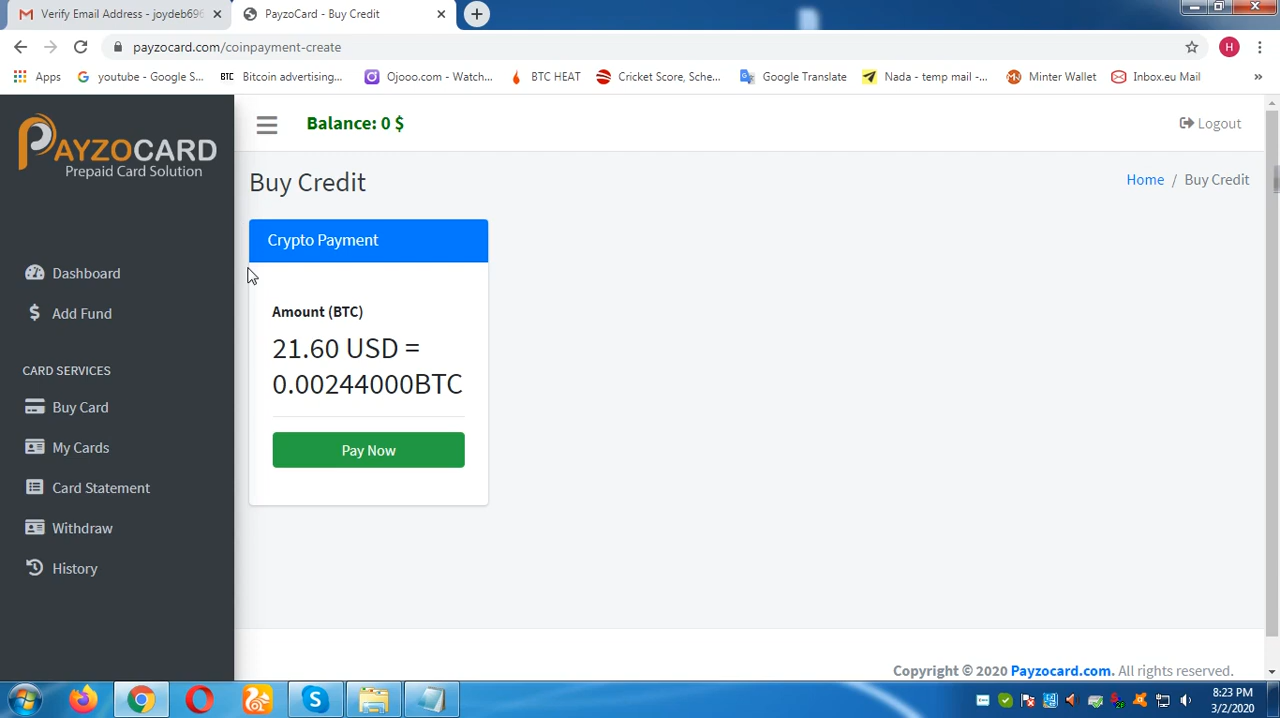 Verify Email Address - joydeb696
PayzoCard - Buy Credit
payzocard.com/coinpayment-create
H
Apps
youtube - Google S...
BTC Bitcoin advertising...
Ojooo.com - Watch...
BTC HEAT
Cricket Score, Sche...
Google Translate
Nada - temp mail -...
Minter Wallet
Inbox.eu Mail
»
PAYZOCARD
Prepaid Card Solution
Balance: 0 $
Logout
Buy Credit
Home / Buy Credit
Dashboard
Add Fund
CARD SERVICES
Buy Card
My Cards
Card Statement
Withdraw
History
Crypto Payment
Amount (BTC)
21.60 USD =
0.00244000BTC
Pay Now
Copyright © 2020 Payzocard.com. All rights reserved.
8:23 PM
3/2/2020